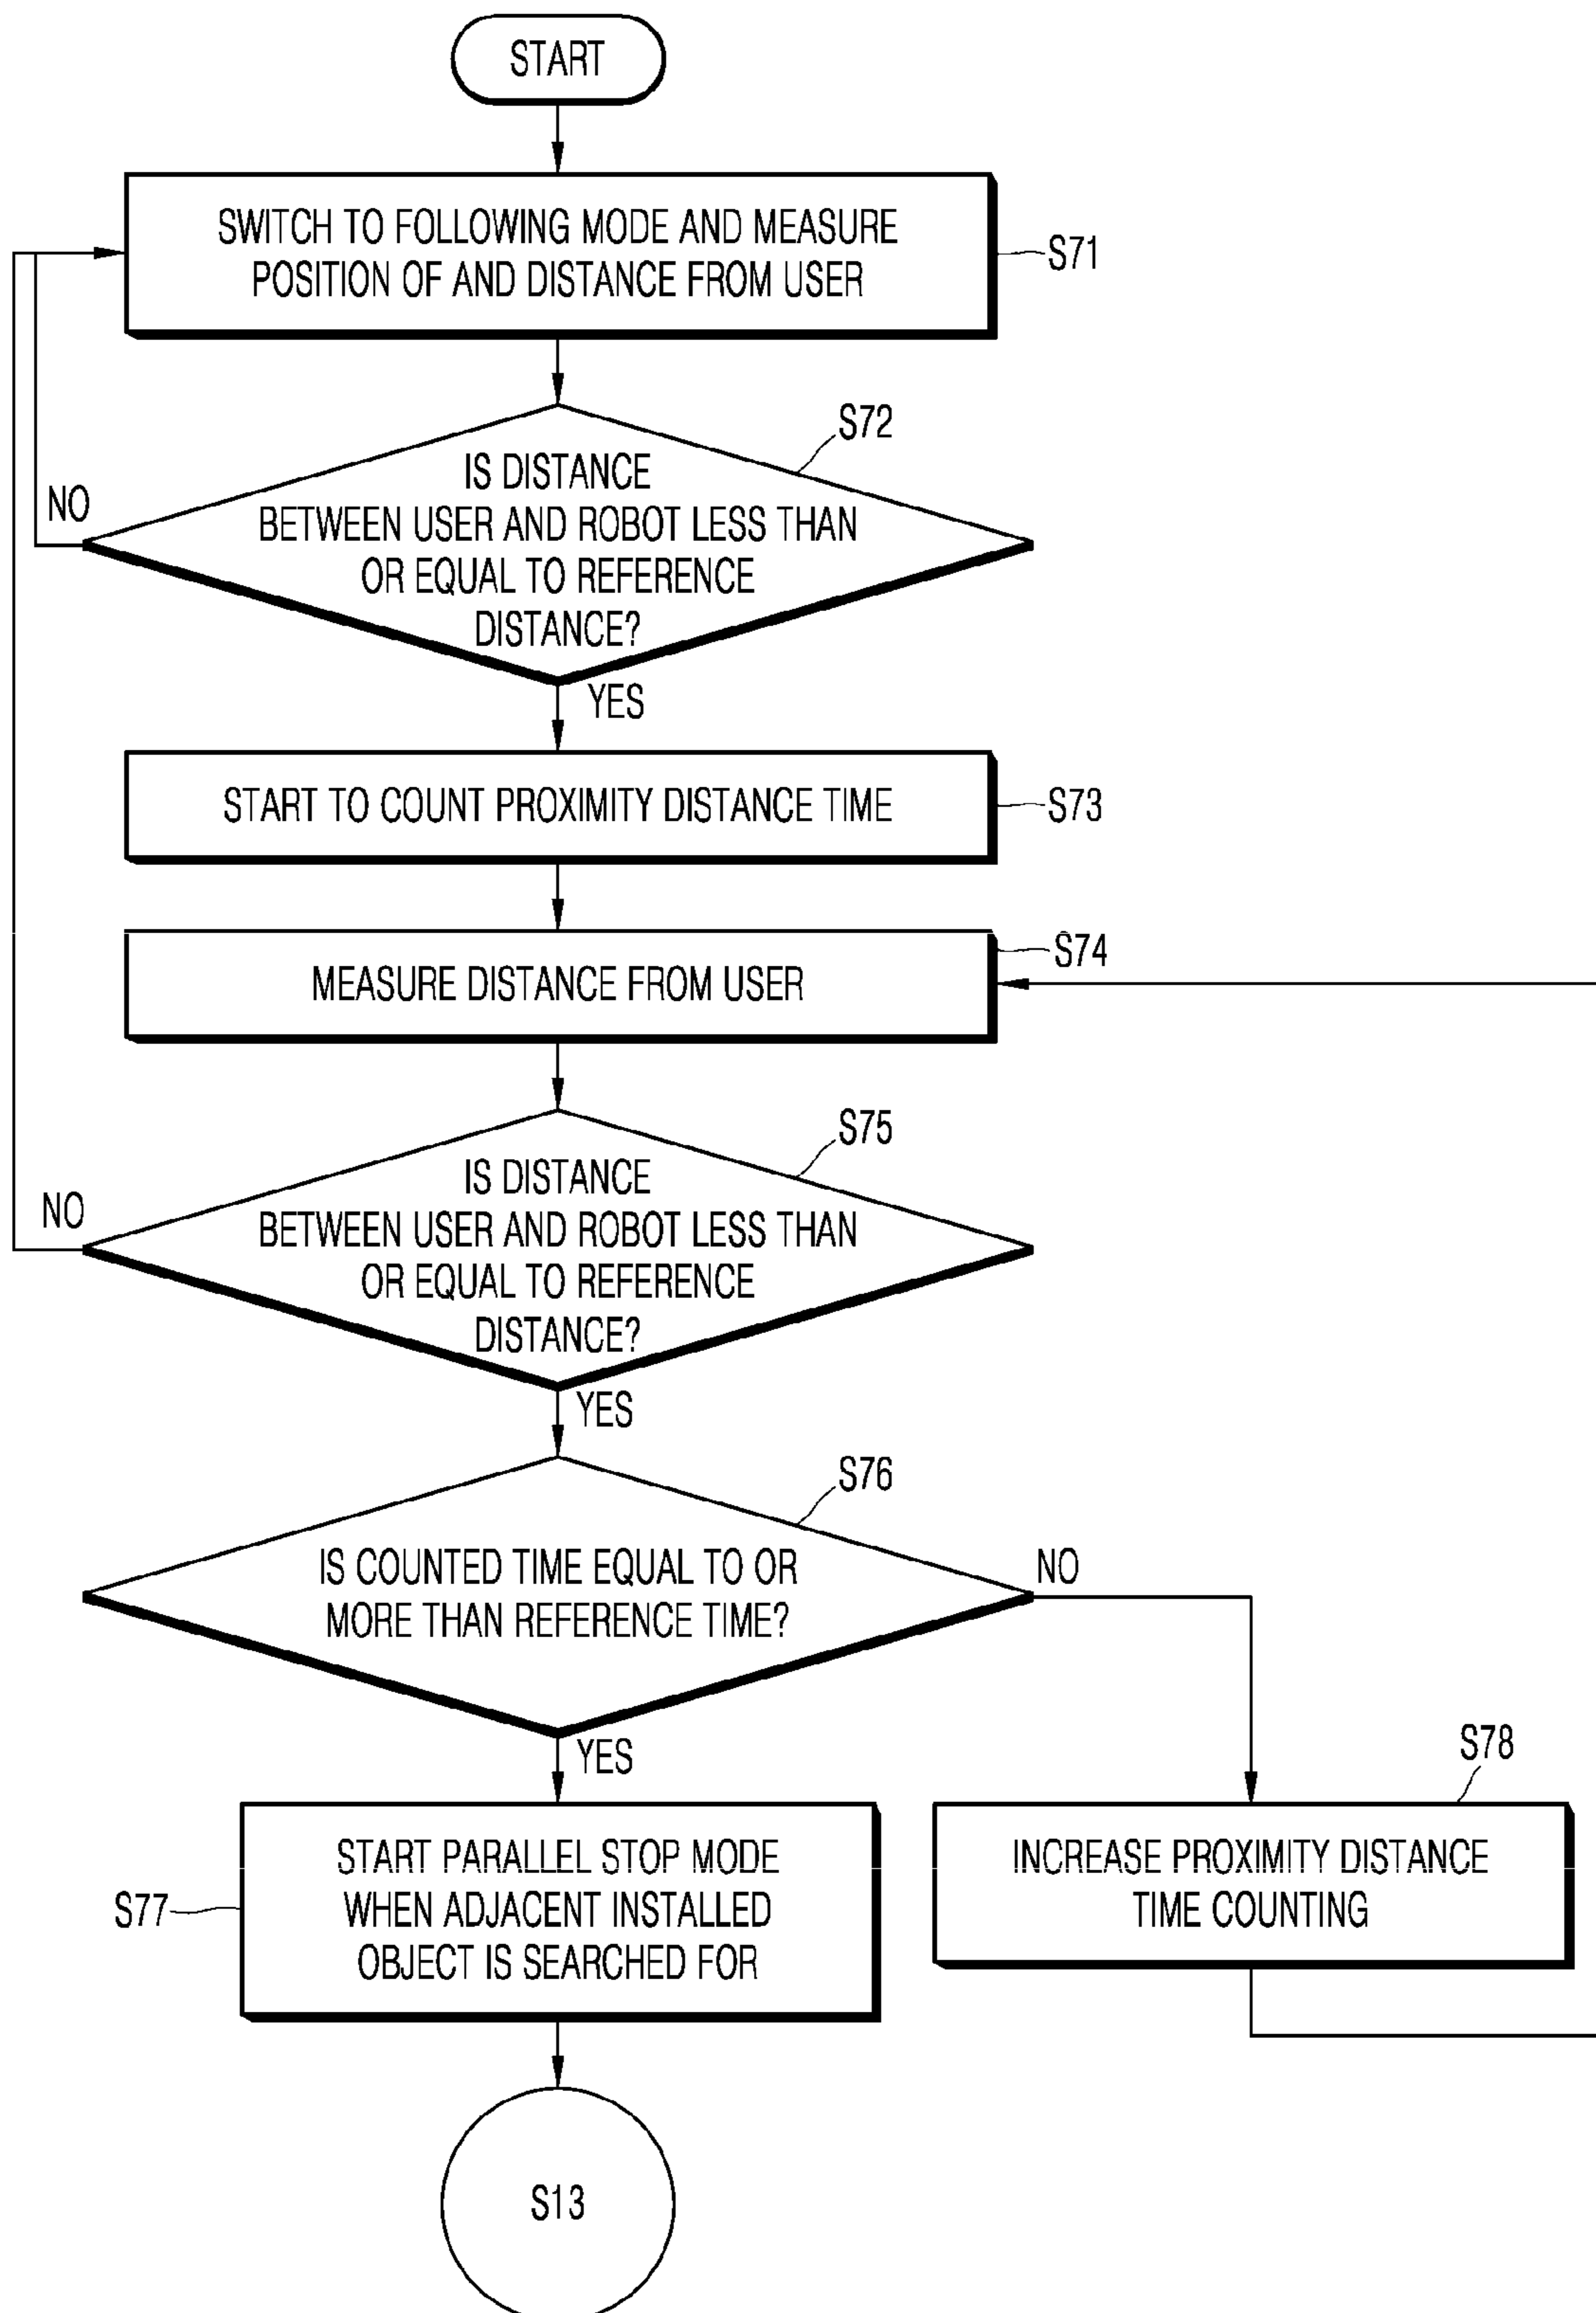 START
SWITCH TO FOLLOWING MODE AND MEASURE
POSITION OF AND DISTANCE FROM USER
S71
S72
IS DISTANCE
BETWEEN USER AND ROBOT LESS THAN
OR EQUAL TO REFERENCE
DISTANCE?
NO
YES
START TO COUNT PROXIMITY DISTANCE TIME
S73
MEASURE DISTANCE FROM USER
S74
S75
IS DISTANCE
BETWEEN USER AND ROBOT LESS THAN
OR EQUAL TO REFERENCE
DISTANCE?
NO
YES
S76
IS COUNTED TIME EQUAL TO OR
MORE THAN REFERENCE TIME?
NO
YES
S77
START PARALLEL STOP MODE
WHEN ADJACENT INSTALLED
OBJECT IS SEARCHED FOR
S78
INCREASE PROXIMITY DISTANCE
TIME COUNTING
S13